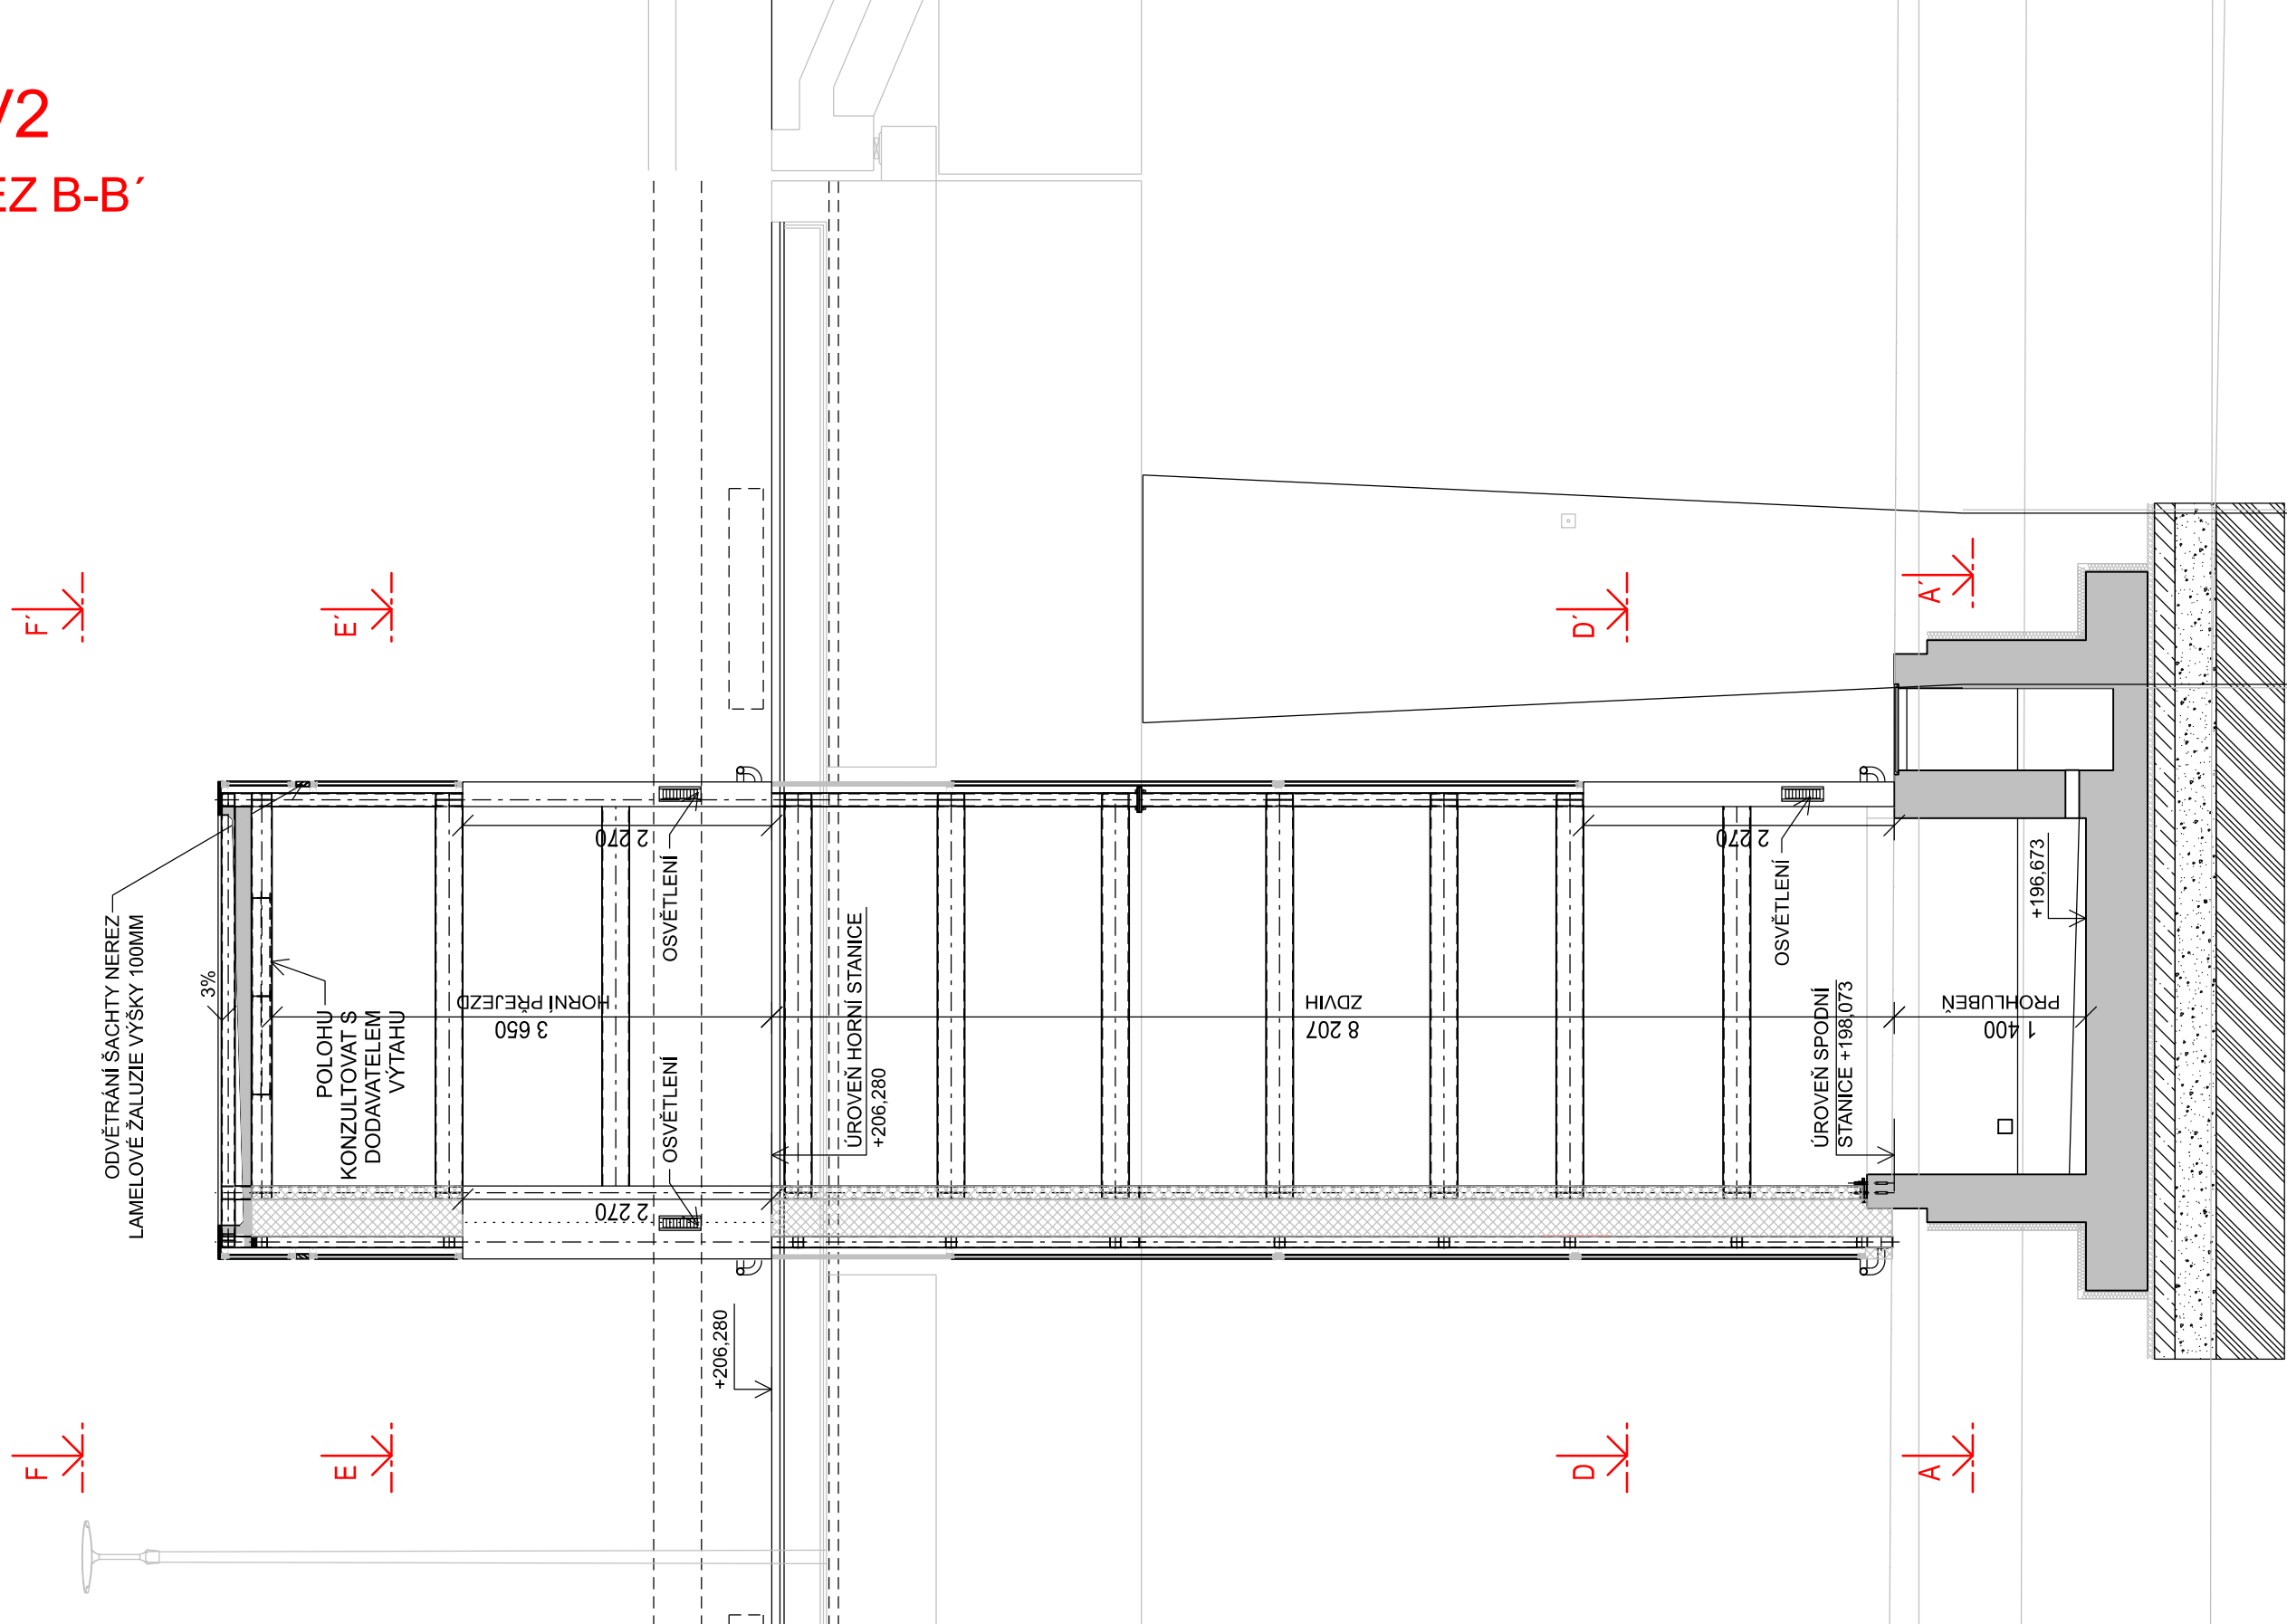 V2
EZ B-B´
F´
E´
D´
A´
ODVĚTRÁNÍ ŠACHTY NEREZ
LAMELOVÉ ŽALUZIE VÝŠKY 100MM
3%
POLOHU
KONZULTOVAT S
DODAVATELEM
VÝTAHU
HORNÍ PŘEJEZD
3 650
2 270
OSVĚTLENÍ
OSVĚTLENÍ
2 270
ÚROVEŇ HORNÍ STANICE
+206,280
ZDVIH
8 207
2 270
OSVĚTLENÍ
ÚROVEŇ SPODNÍ
STANICE +198,073
+196,673
PROHLUBEŇ
1 400
+206,280
F
E
D
A